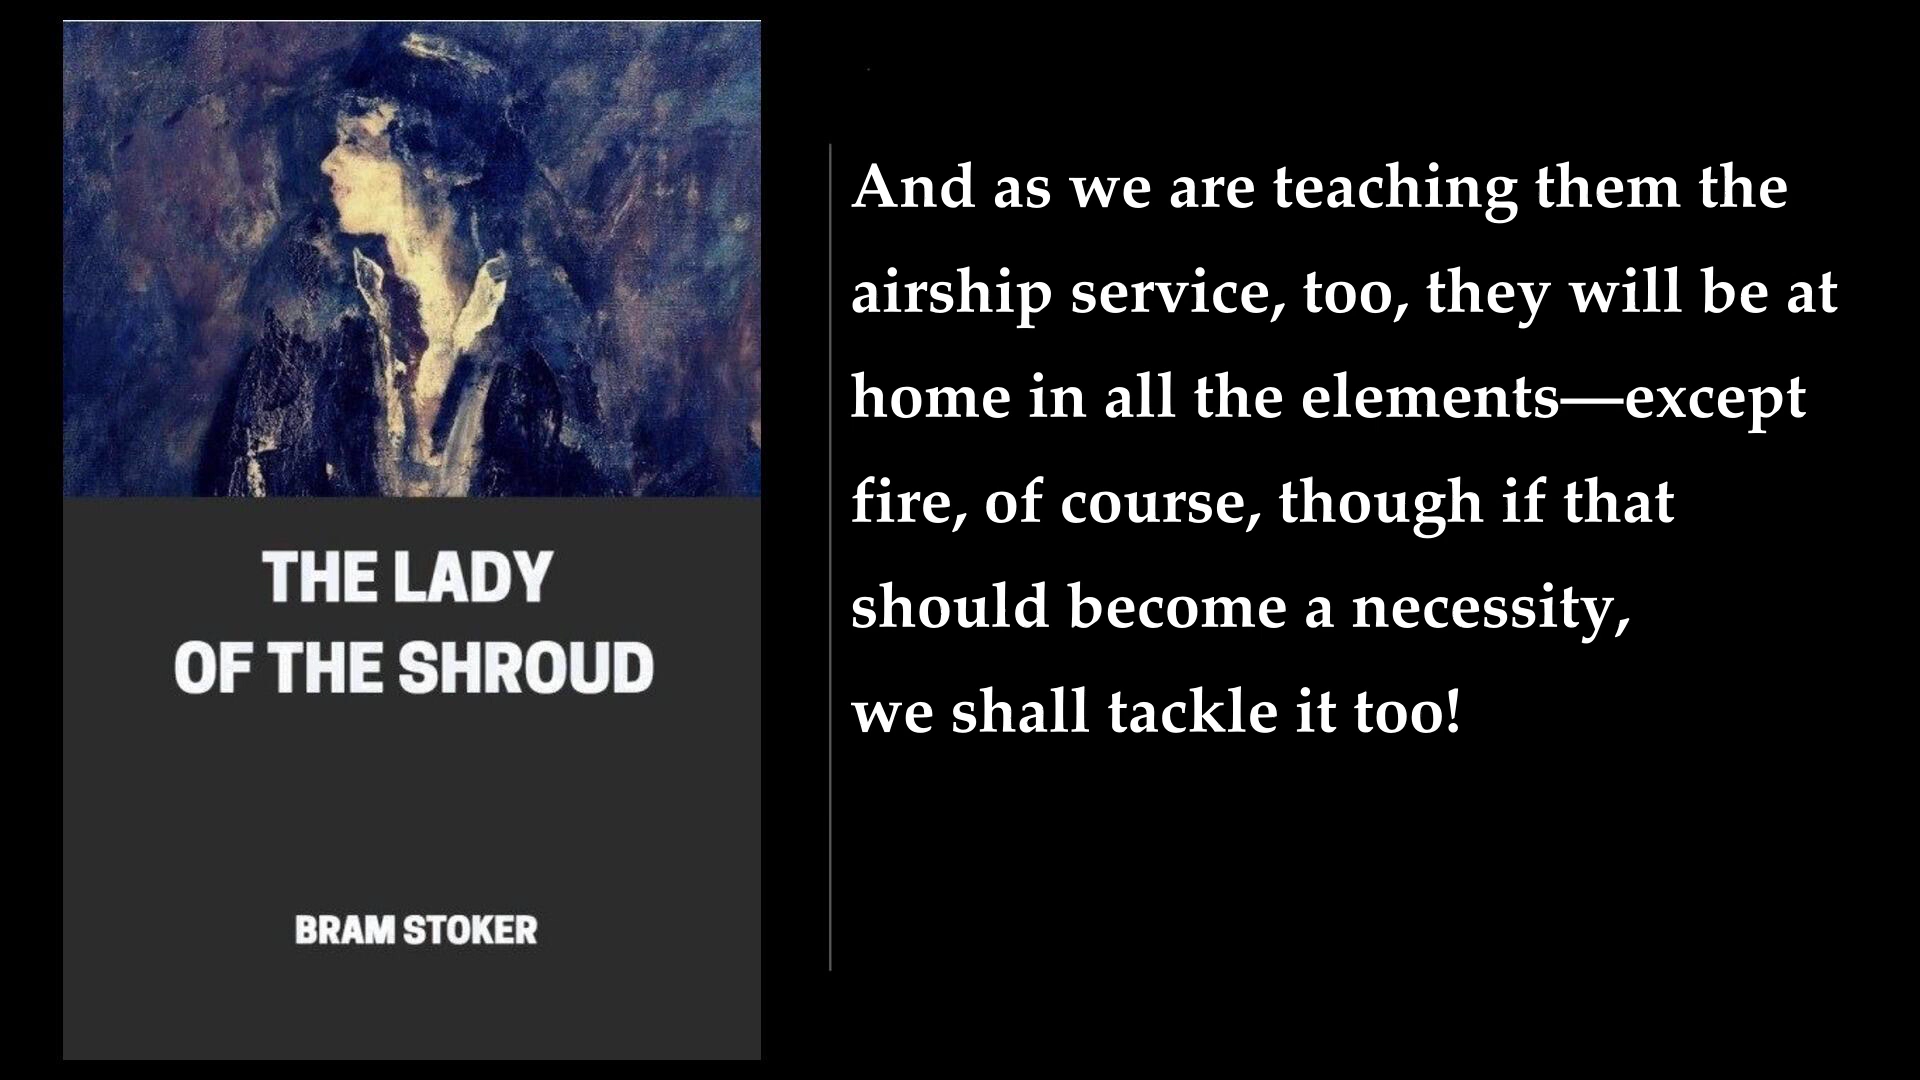 THE LADY
OF THE SHROUD
BRAM STOKER
And as we are teaching them the
airship service, too, they will be at
home in all the elements—except
fire, of course, though if that
should become a necessity,
we shall tackle it too!